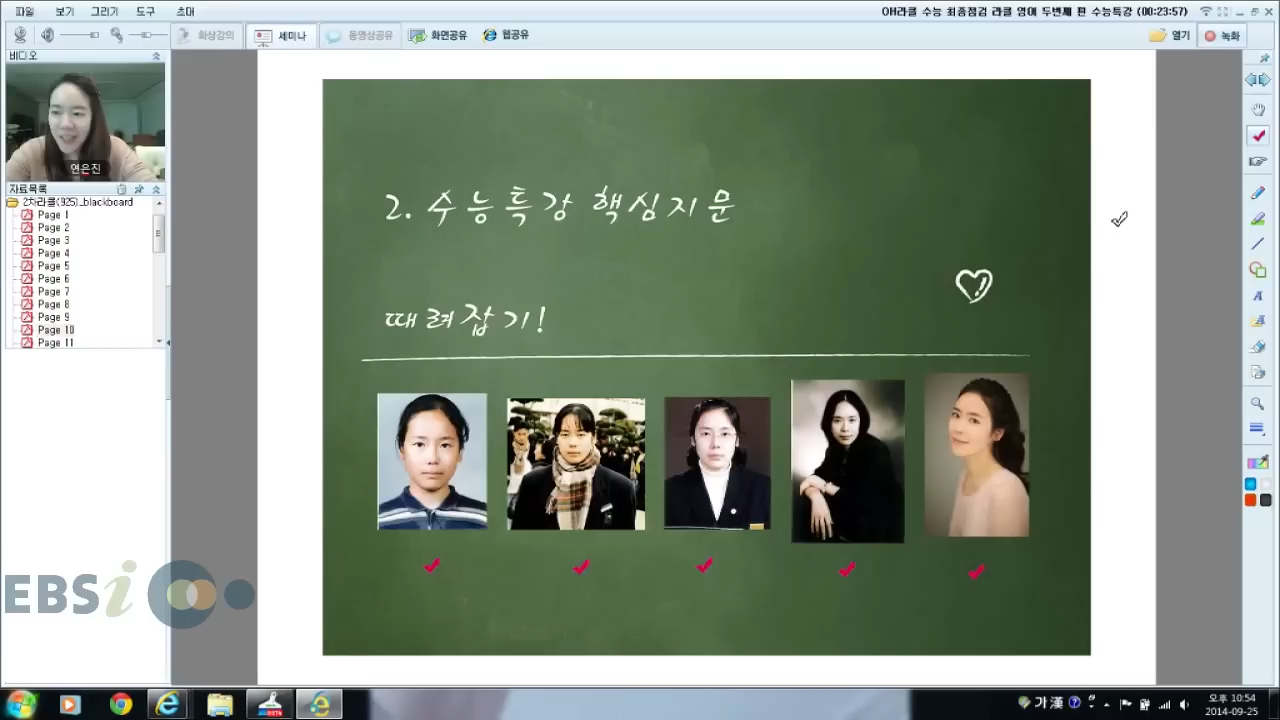 파일 보기 그리기 도구 초대
OH라클 수능 최종점검 라클 영어 두번째 편 수능특강 (00:23:57)
화상강의 세미나 동영상공유 화면공유 웹공유
열기 녹화
비디오
연은진
자료목록
2차라클(925)_blackboard
Page 1
Page 2
Page 3
Page 4
Page 5
Page 6
Page 7
Page 8
Page 9
Page 10
Page 11
2. 수능특강 핵심지문
때려잡기!
EBSi
가 漢
오후 10:54
2014-09-25